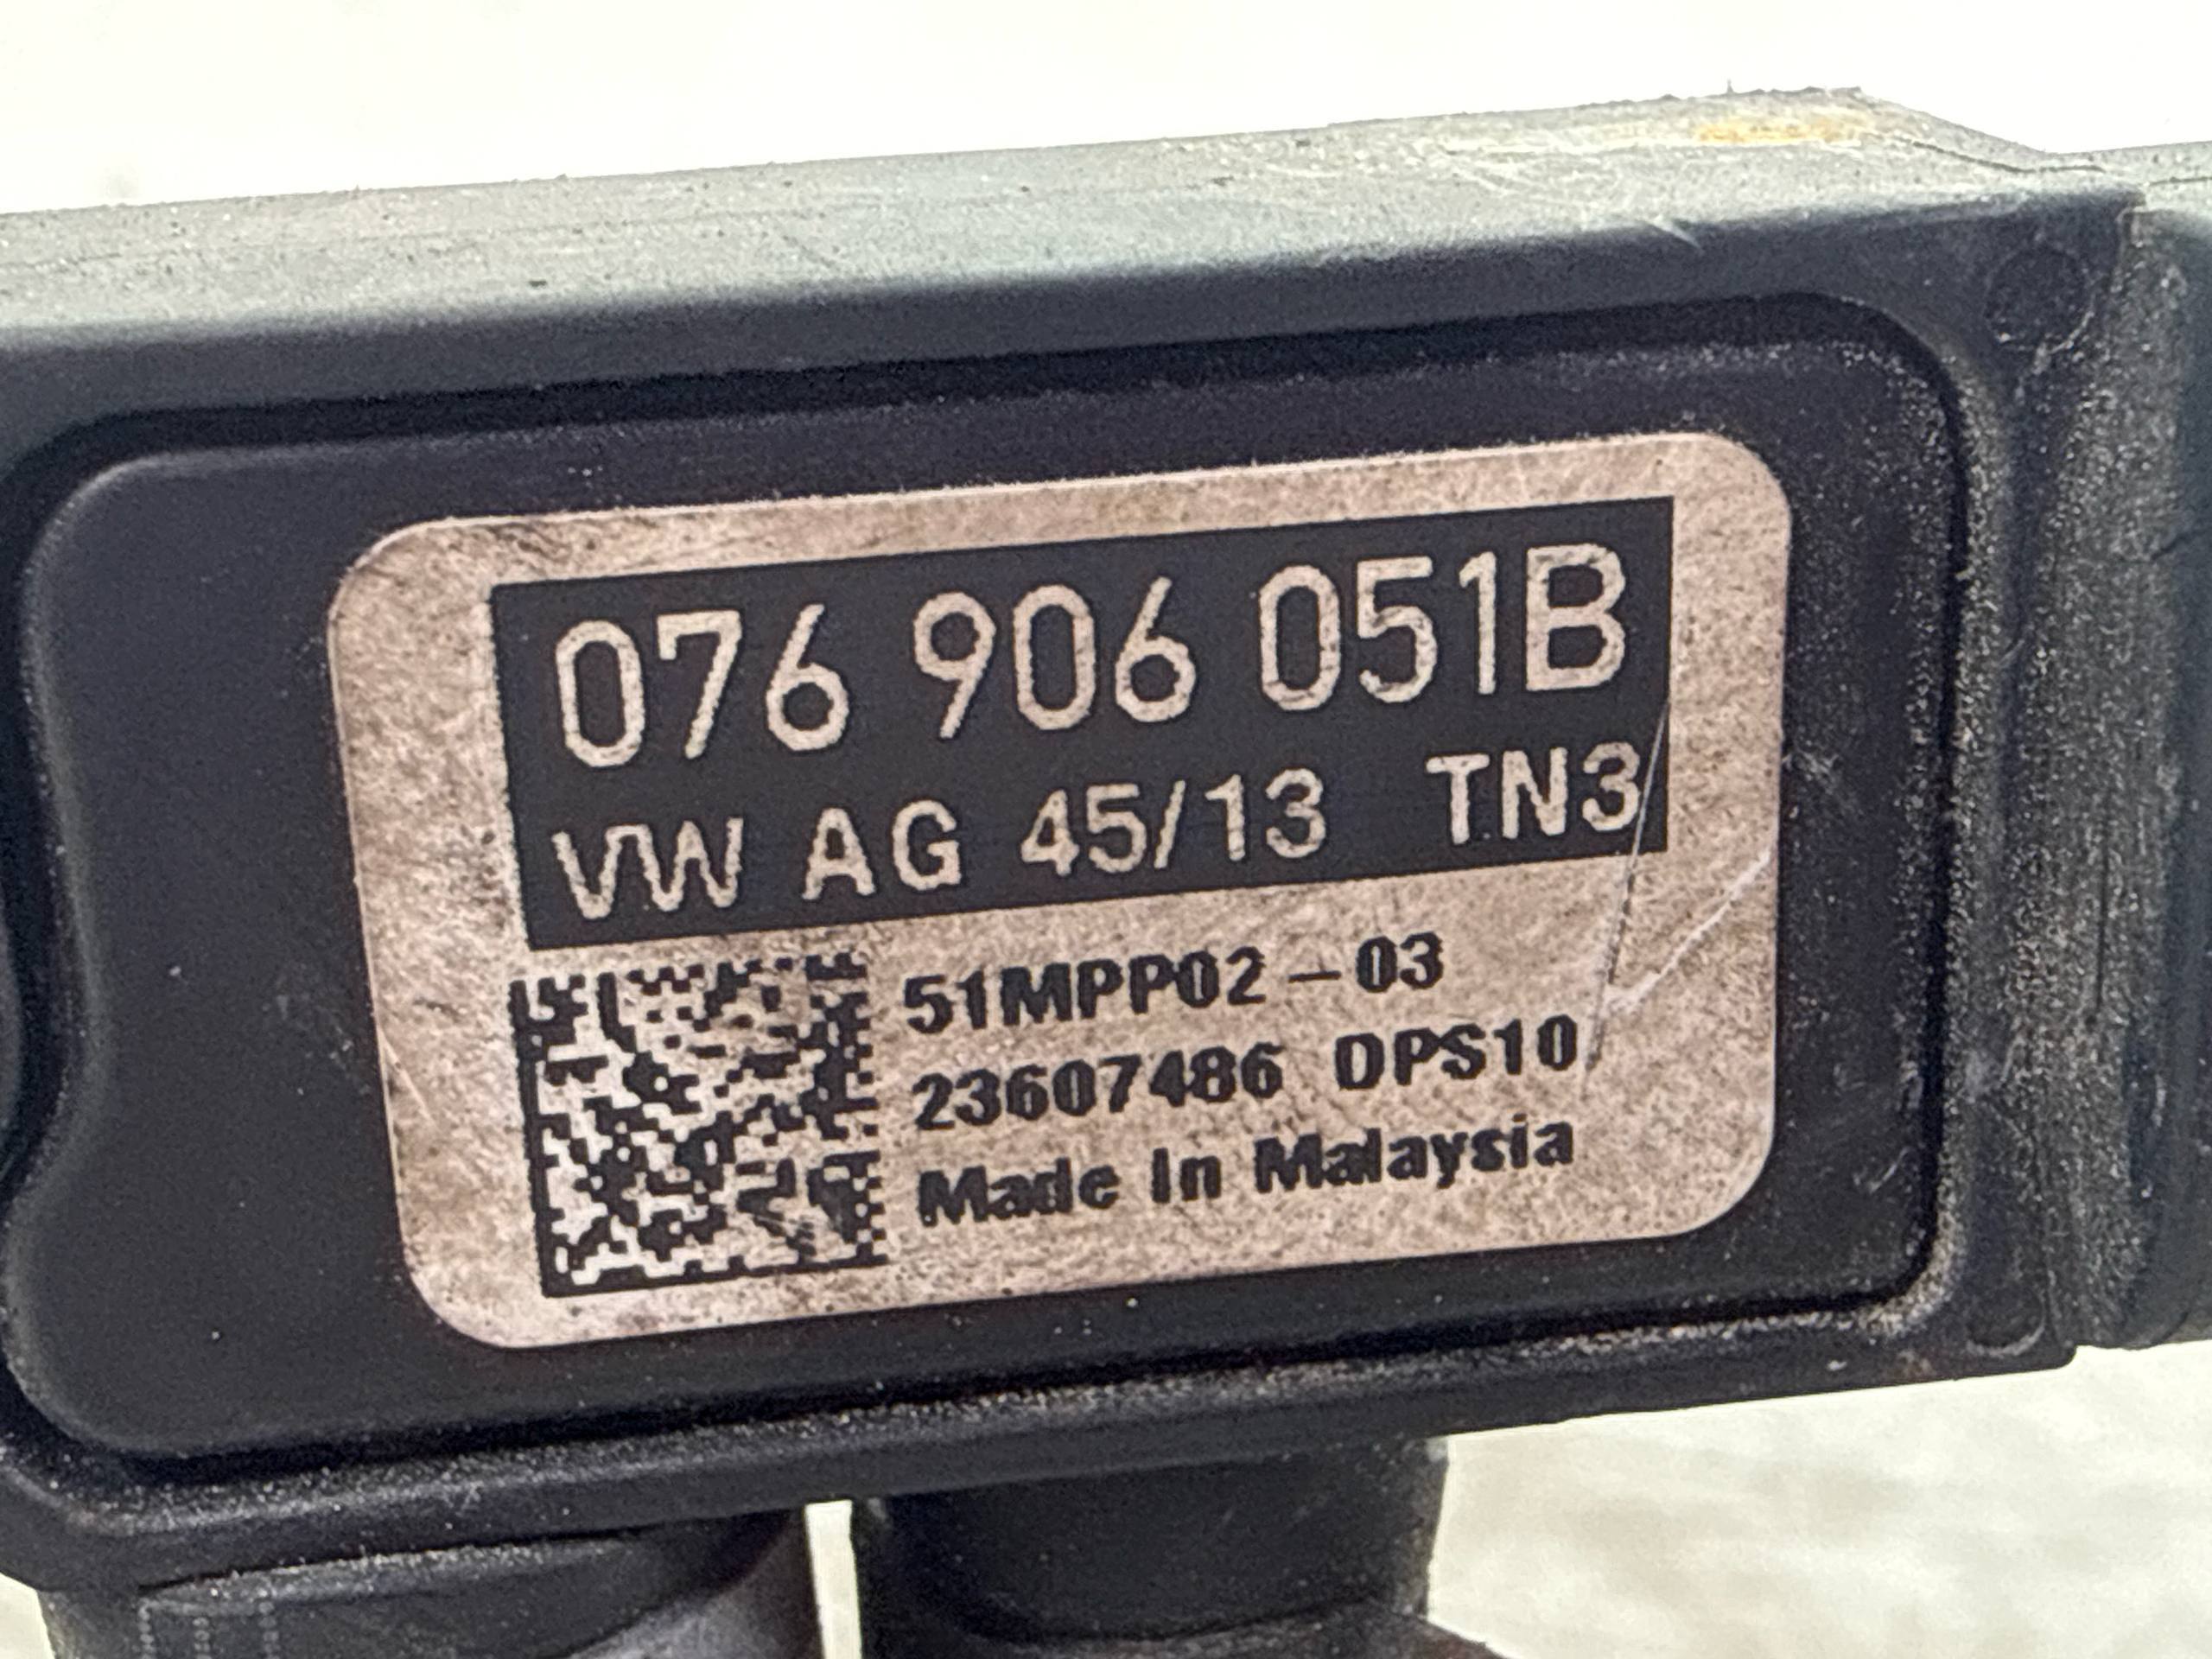 076 906 051B
VW AG 45/13 TN3
51MPP02-03
23607486 DPS10
Made In Malaysia